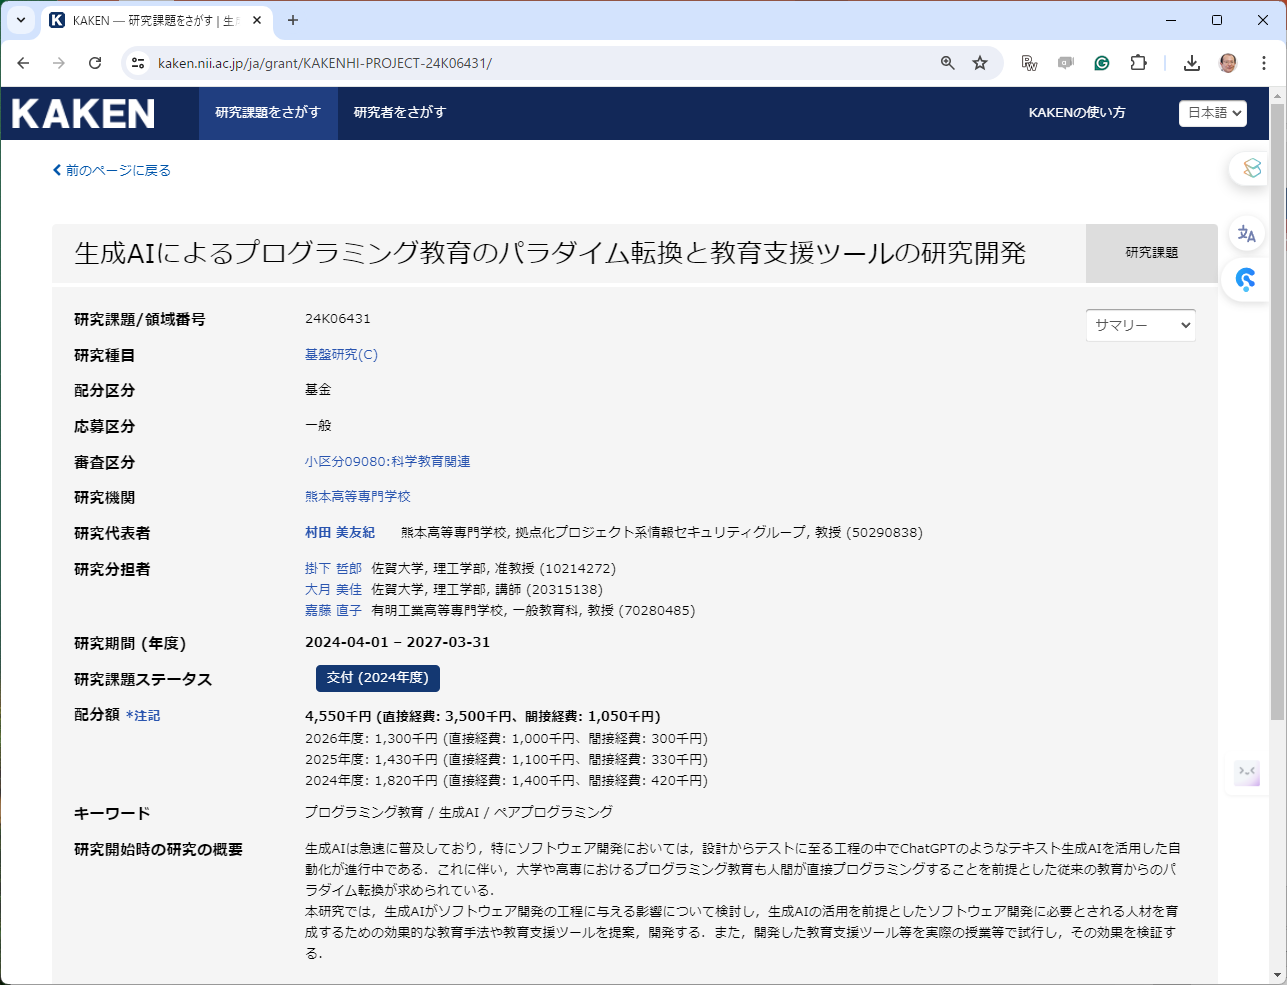 KAKEN — 研究課題をさがす | 生
kaken.nii.ac.jp/ja/grant/KAKENHI-PROJECT-24K06431/
KAKEN
研究課題をさがす
研究者をさがす
KAKENの使い方
日本語
前のページに戻る
生成AIによるプログラミング教育のパラダイム転換と教育支援ツールの研究開発
研究課題
サマリー
研究課題/領域番号 24K06431
研究種目 基盤研究(C)
配分区分 基金
応募区分 一般
審査区分 小区分09080:科学教育関連
研究機関 熊本高等専門学校
研究代表者 村田 美友紀 熊本高等専門学校, 拠点化プロジェクト系情報セキュリティグループ, 教授 (50290838)
研究分担者 掛下 哲郎 佐賀大学, 理工学部, 准教授 (10214272)
大月 美佳 佐賀大学, 理工学部, 講師 (20315138)
嘉藤 直子 有明工業高等専門学校, 一般教育科, 教授 (70280485)
研究期間 (年度) 2024-04-01 – 2027-03-31
研究課題ステータス 交付 (2024年度)
配分額 *注記 4,550千円 (直接経費: 3,500千円、間接経費: 1,050千円)
2026年度: 1,300千円 (直接経費: 1,000千円、間接経費: 300千円)
2025年度: 1,430千円 (直接経費: 1,100千円、間接経費: 330千円)
2024年度: 1,820千円 (直接経費: 1,400千円、間接経費: 420千円)
キーワード プログラミング教育 / 生成AI / ペアプログラミング
研究開始時の研究の概要 生成AIは急速に普及しており，特にソフトウェア開発においては，設計からテストに至る工程の中でChatGPTのようなテキスト生成AIを活用した自
動化が進行中である．これに伴い，大学や高専におけるプログラミング教育も人間が直接プログラミングすることを前提とした従来の教育からのパ
ラダイム転換が求められている．
本研究では，生成AIがソフトウェア開発の工程に与える影響について検討し，生成AIの活用を前提としたソフトウェア開発に必要とされる人材を育
成するための効果的な教育手法や教育支援ツールを提案，開発する．また，開発した教育支援ツール等を実際の授業等で試行し，その効果を検証す
る．